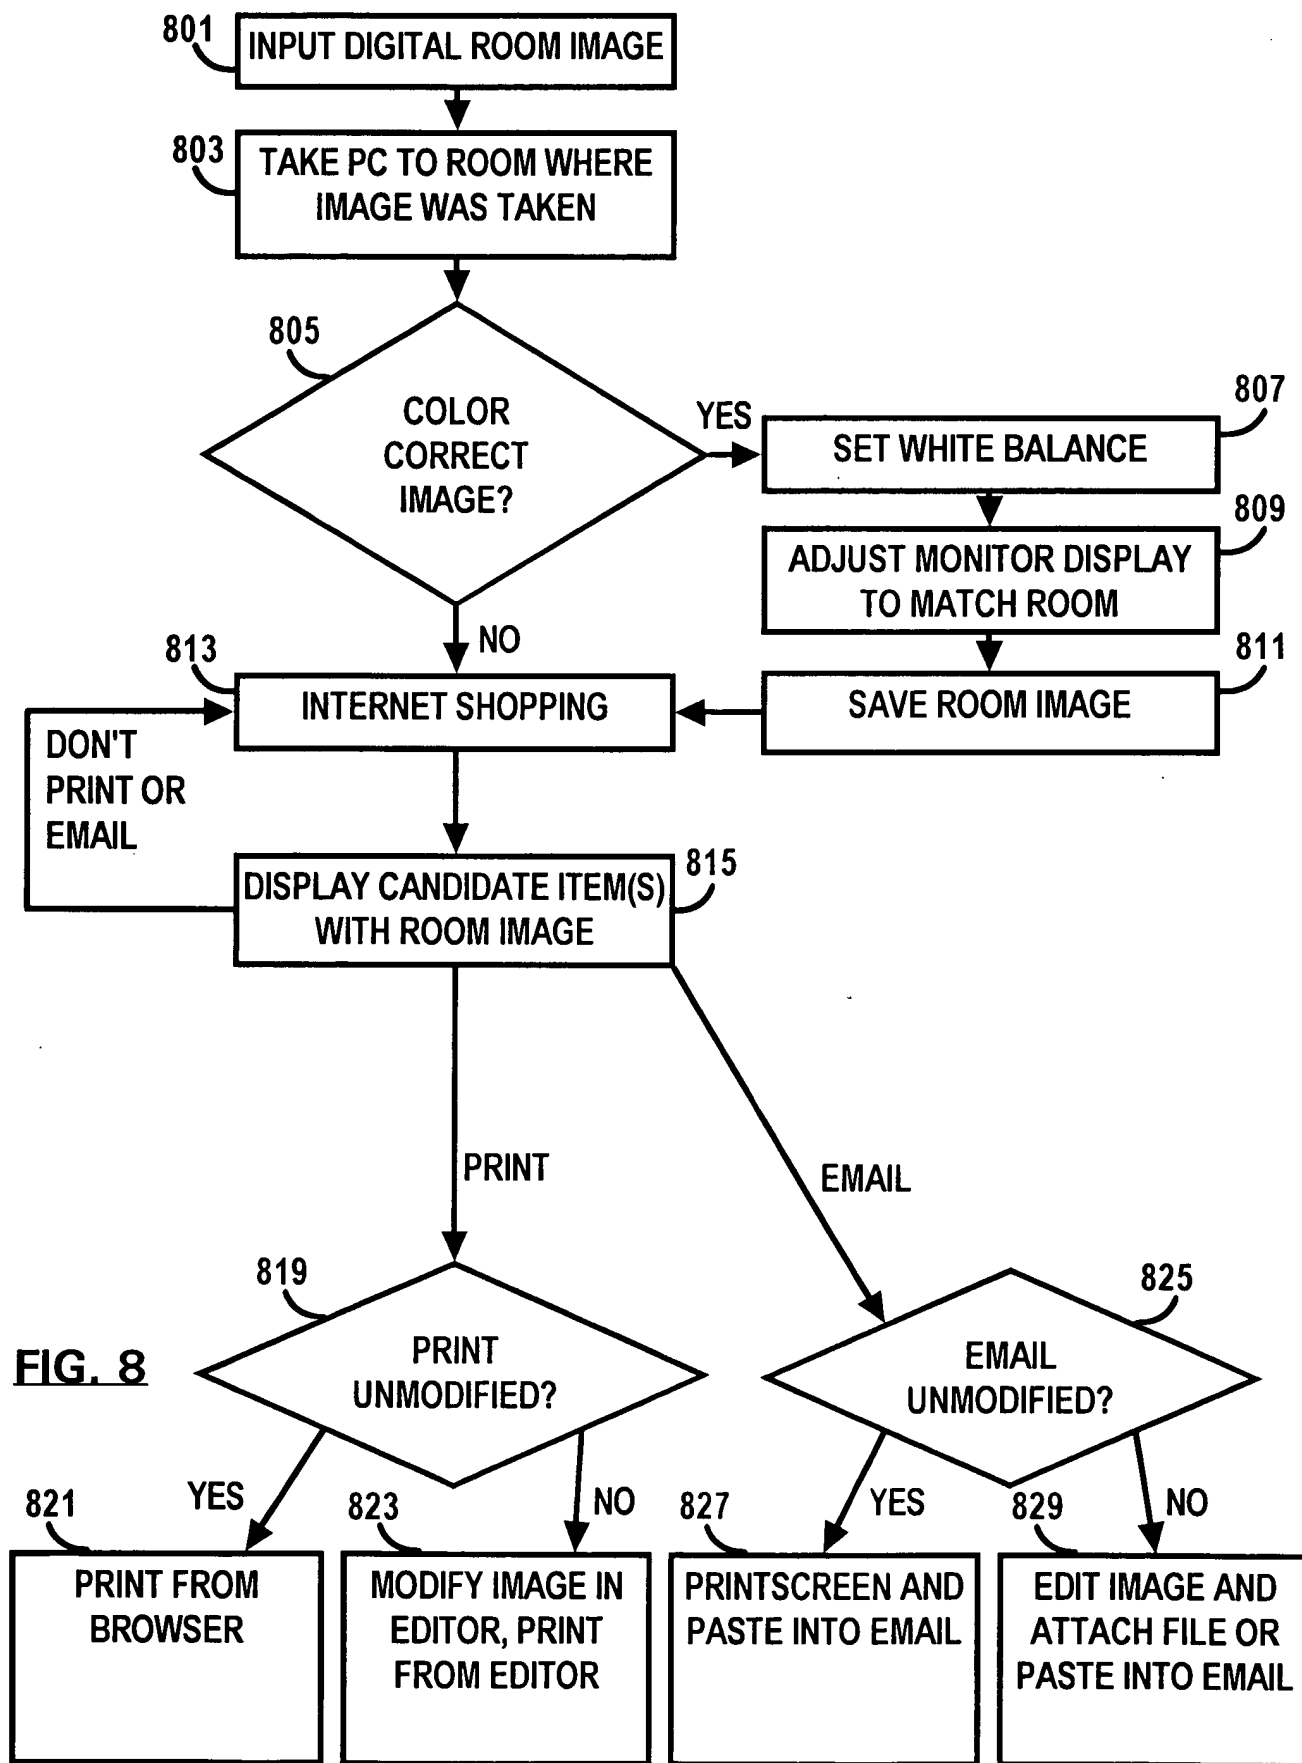 801
INPUT DIGITAL ROOM IMAGE
803
TAKE PC TO ROOM WHERE
IMAGE WAS TAKEN
805
COLOR
CORRECT
IMAGE?
YES
807
SET WHITE BALANCE
809
ADJUST MONITOR DISPLAY
TO MATCH ROOM
NO
811
SAVE ROOM IMAGE
813
INTERNET SHOPPING
DON'T
PRINT OR
EMAIL
815
DISPLAY CANDIDATE ITEM(S)
WITH ROOM IMAGE
PRINT
EMAIL
819
PRINT
UNMODIFIED?
825
EMAIL
UNMODIFIED?
FIG. 8
YES
821
PRINT FROM
BROWSER
NO
823
MODIFY IMAGE IN
EDITOR, PRINT
FROM EDITOR
YES
827
PRINTSCREEN AND
PASTE INTO EMAIL
NO
829
EDIT IMAGE AND
ATTACH FILE OR
PASTE INTO EMAIL